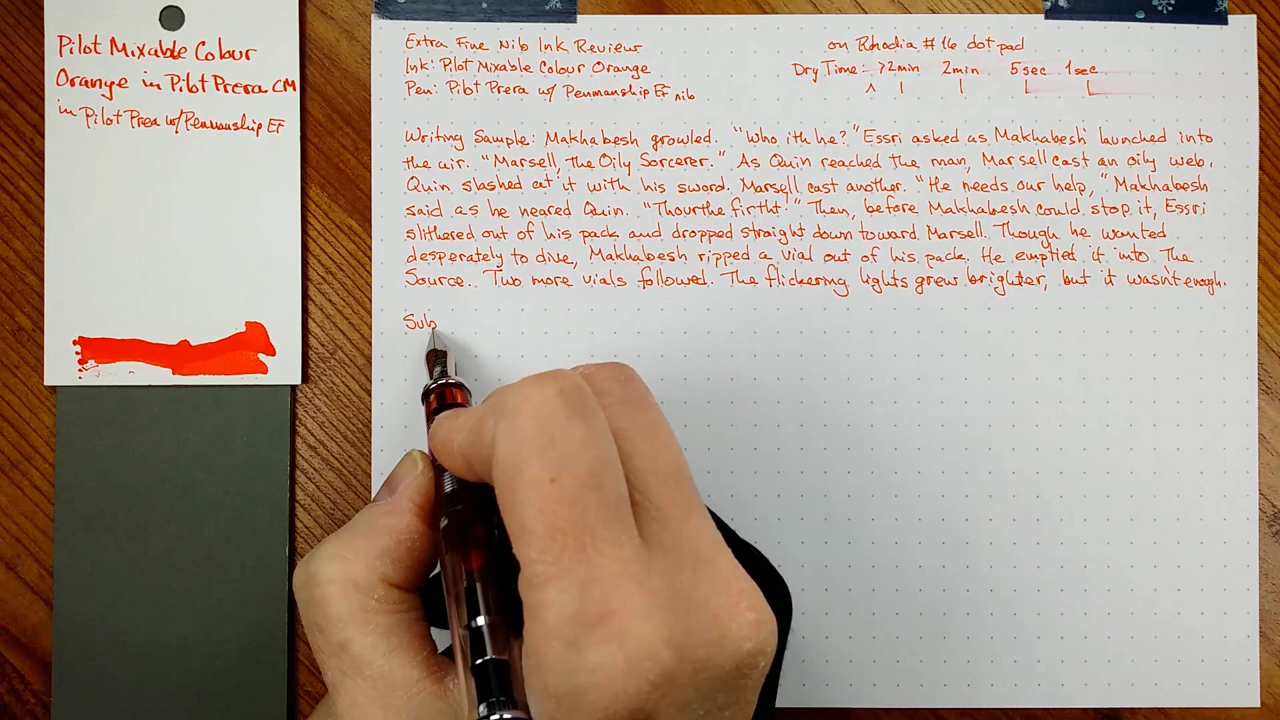 Pilot Mixable Colour
Orange in Pilot Prera CM
in Pilot Prea w/Penmanship EF
Extra Fine Nib Ink Review
on Rhodia #16 dot pad
Ink: Pilot Mixable Colour Orange
Dry Time: >2min 2min 5sec 1sec
Pen: Pilot Prera w/ Penmanship EF nib
Writing Sample: Makhabesh growled. "Who ith he?" Essri asked as Makhabesh launched into
the air. "Marsell, The Oily Sorcerer." As Quin reached the man, Marsell cast an oily web.
Quin slashed at it with his sword. Marsell cast another. "He needs our help," Makhabesh
said as he neared Quin. "Thourthe firtht!" Then, before Makhabesh could stop it, Essri
slithered out of his pack and dropped straight down toward Marsell. Though he wanted
desperately to dive, Makhabesh ripped a vial out of his pack. He emptied it into The
Source. Two more vials followed. The flickering lights grew brighter, but it wasn't enough.
Sub